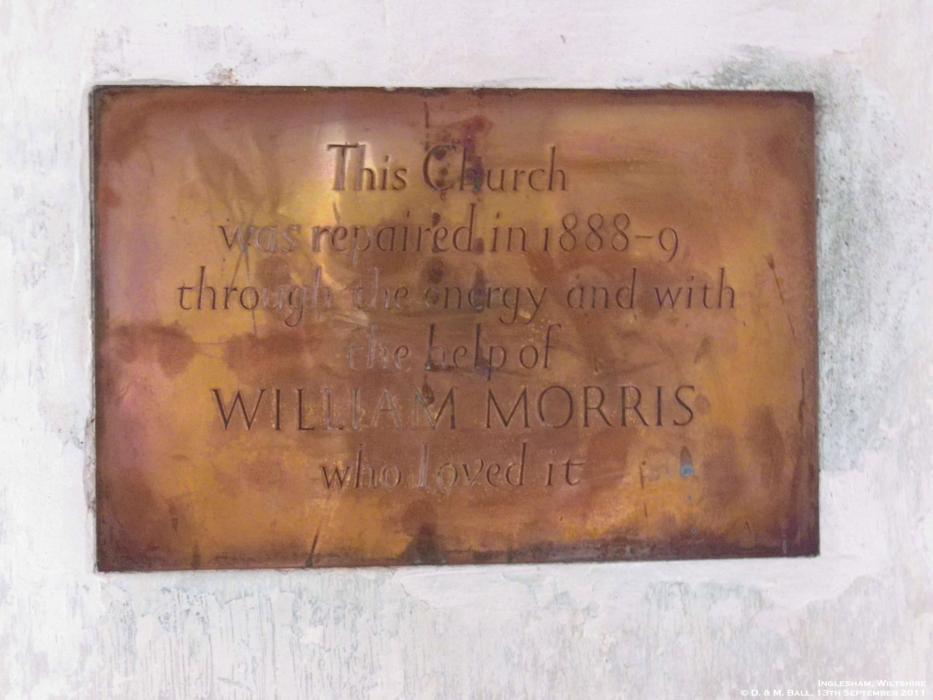 This Church
was repaired in 1888-9
through the energy and with
the help of
WILLIAM MORRIS
who loved it
Inglesham, Wiltshire
© D. & M. Ball, 13th September 2011